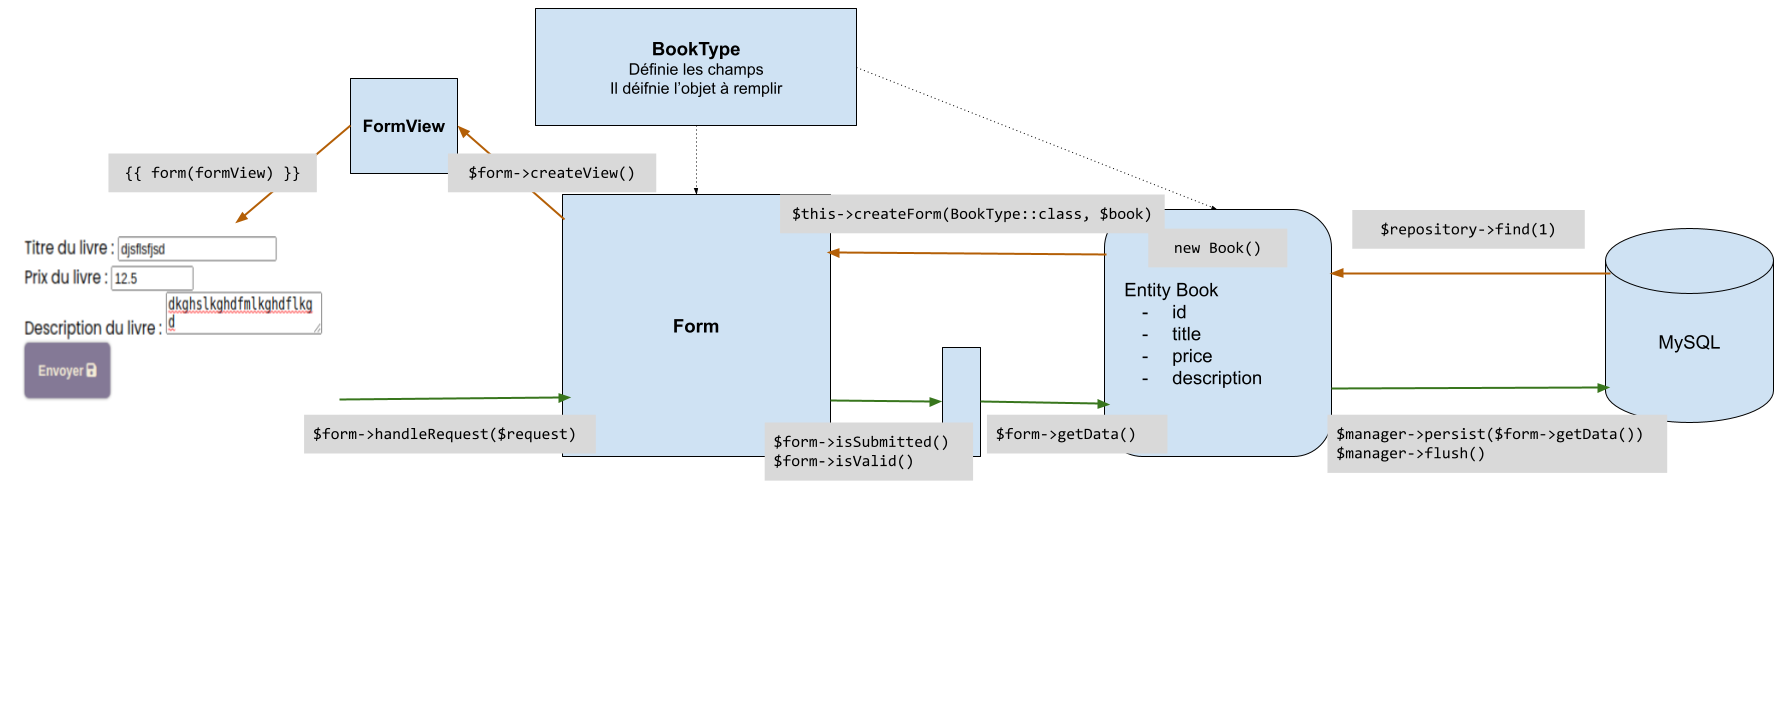 BookType
Définie les champs
Il déifnie l'objet à remplir
FormView
{{ form(formView) }}
$form->createView()
$this->createForm(BookType::class, $book)
new Book()
$repository->find(1)
Titre du livre : djsflsfjsd
Prix du livre : 12.5
dkghslkghdfmlkghdflkg
d
Description du livre :
Envoyer
Form
Entity Book
- id
- title
- price
- description
MySQL
$form->handleRequest($request)
$form->isSubmitted()
$form->isValid()
$form->getData()
$manager->persist($form->getData())
$manager->flush()